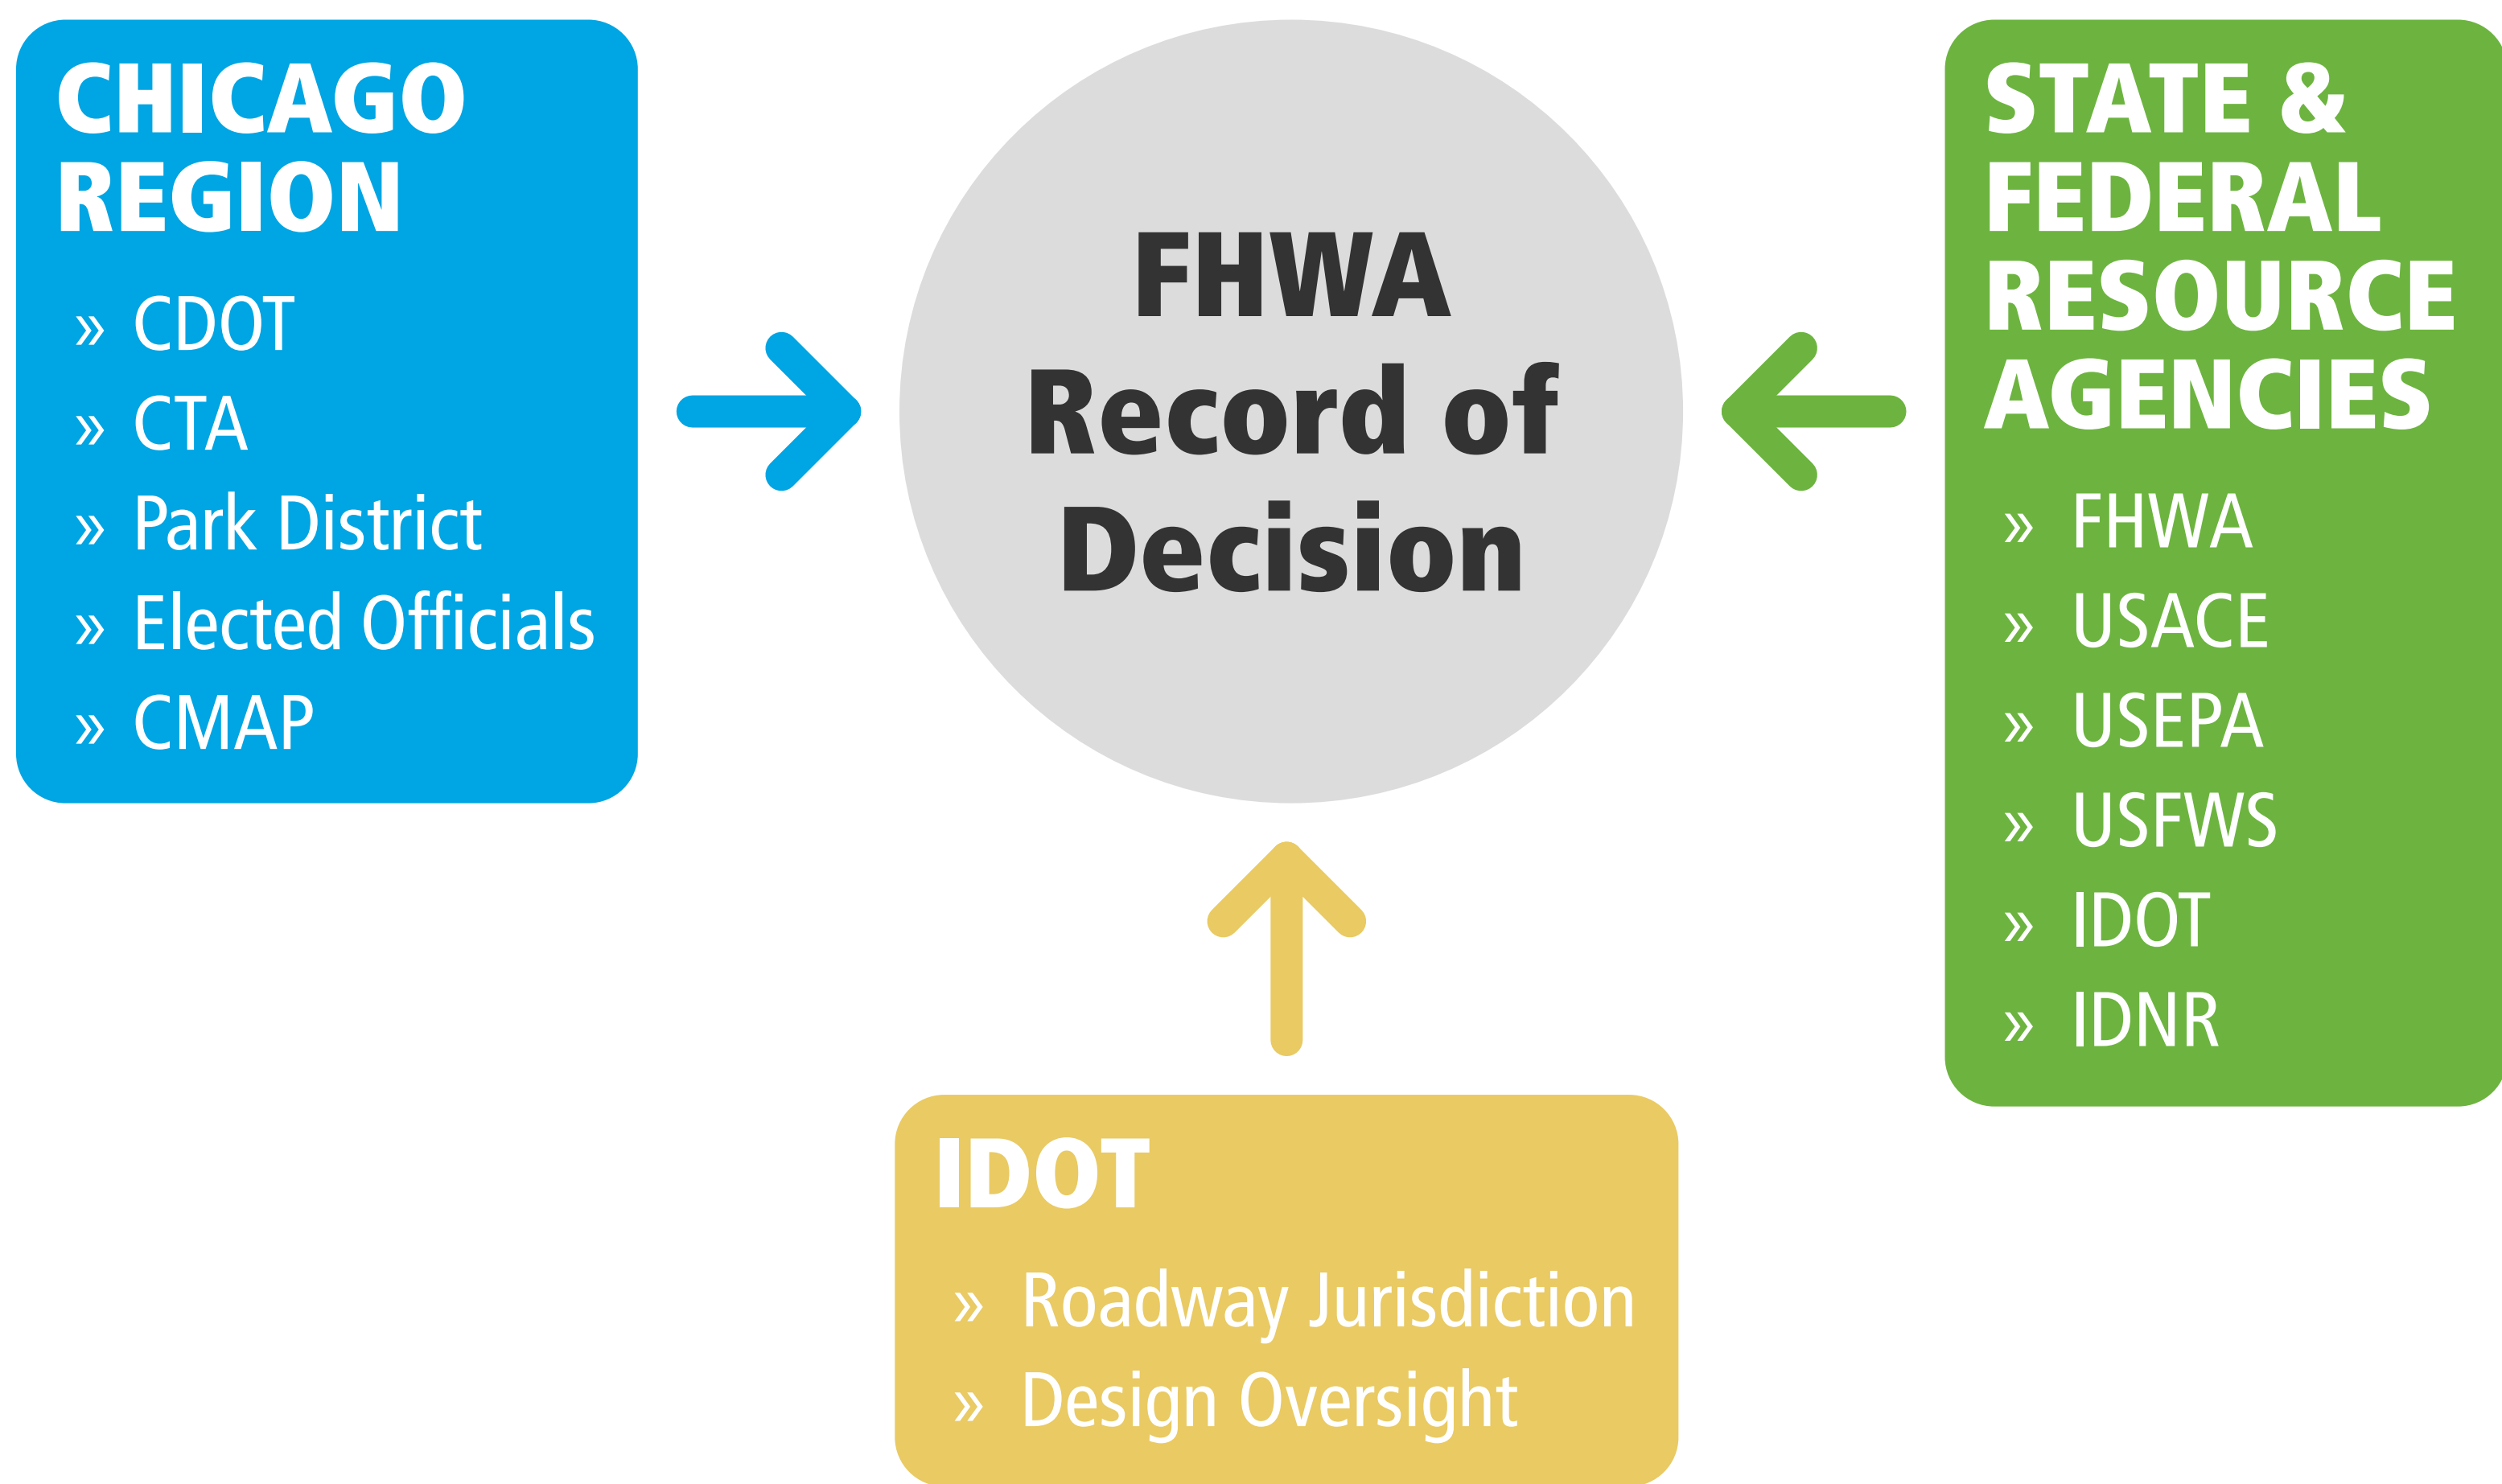 CHICAGO
REGION
» CDOT
» CTA
» Park District
» Elected Officials
» CMAP
FHWA
Record of
Decision
STATE &
FEDERAL
RESOURCE
AGENCIES
» FHWA
» USACE
» USEPA
» USFWS
» IDOT
» IDNR
IDOT
» Roadway Jurisdiction
» Design Oversight